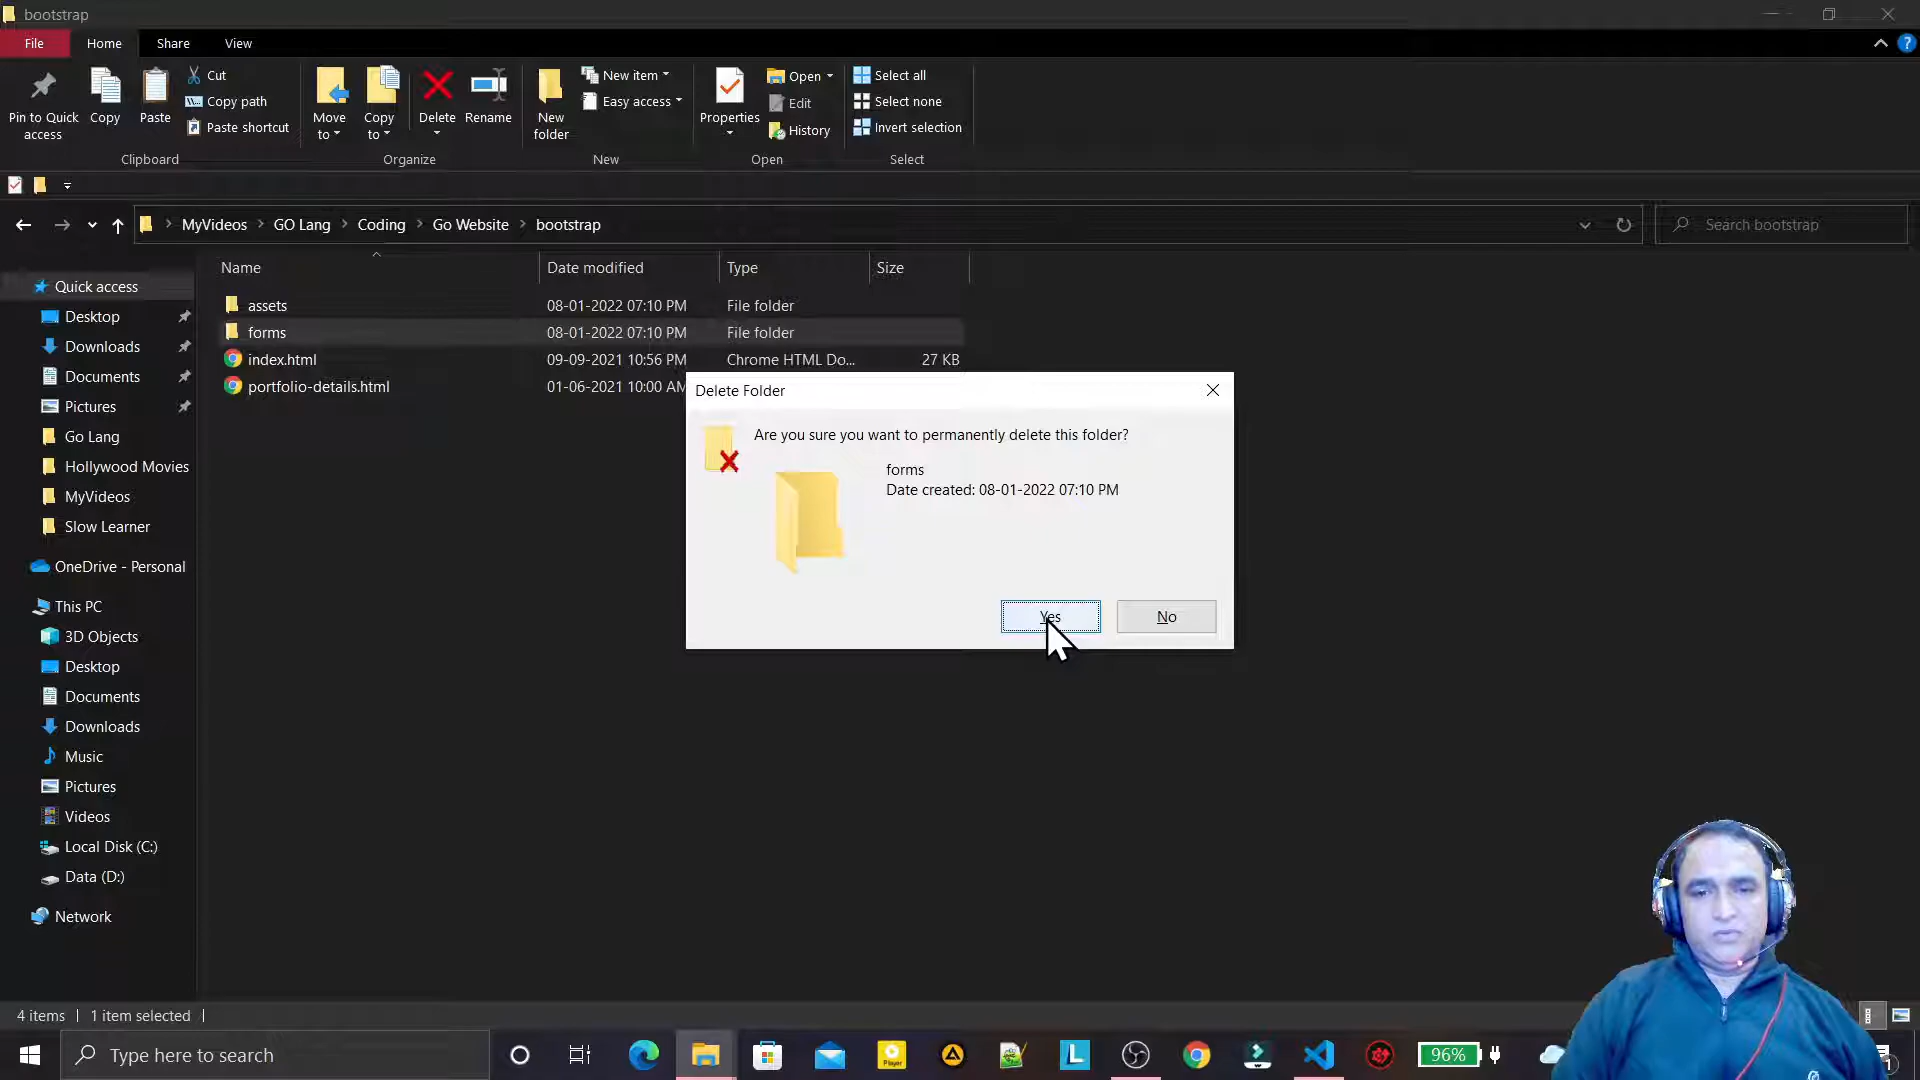 bootstrap
File
Home
Share
View
Pin to Quick access
Copy
Paste
Cut
Copy path
Paste shortcut
Clipboard
Move to
Copy to
Delete
Rename
Organize
New folder
New item
Easy access
New
Properties
Open
Edit
History
Open
Select all
Select none
Invert selection
Select
MyVideos > GO Lang > Coding > Go Website > bootstrap
Search bootstrap
Name Date modified Type Size
assets 08-01-2022 07:10 PM File folder
forms 08-01-2022 07:10 PM File folder
index.html 09-09-2021 10:56 PM Chrome HTML Do... 27 KB
portfolio-details.html 01-06-2021 10:00 AM
Quick access
Desktop
Downloads
Documents
Pictures
Go Lang
Hollywood Movies
MyVideos
Slow Learner
OneDrive - Personal
This PC
3D Objects
Desktop
Documents
Downloads
Music
Pictures
Videos
Local Disk (C:)
Data (D:)
Network
Delete Folder
Are you sure you want to permanently delete this folder?
forms
Date created: 08-01-2022 07:10 PM
Yes
No
4 items
1 item selected
Type here to search
Player
L
96%
1